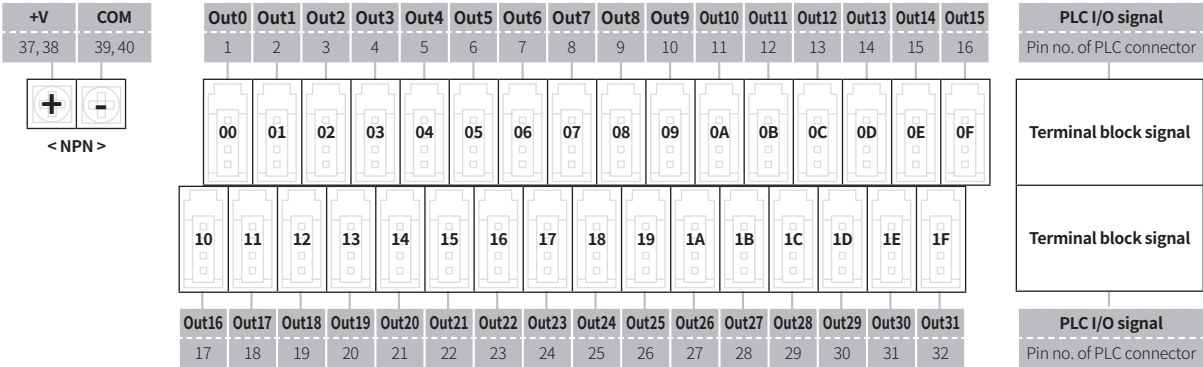 +V COM Out0 Out1 Out2 Out3 Out4 Out5 Out6 Out7 Out8 Out9 Out10 Out11 Out12 Out13 Out14 Out15 PLC I/O signal
37, 38 39, 40 1 2 3 4 5 6 7 8 9 10 11 12 13 14 15 16 Pin no. of PLC connector
+ -
00 01 02 03 04 05 06 07 08 09 0A 0B 0C 0D 0E 0F Terminal block signal
< NPN >
10 11 12 13 14 15 16 17 18 19 1A 1B 1C 1D 1E 1F Terminal block signal
Out16 Out17 Out18 Out19 Out20 Out21 Out22 Out23 Out24 Out25 Out26 Out27 Out28 Out29 Out30 Out31 PLC I/O signal
17 18 19 20 21 22 23 24 25 26 27 28 29 30 31 32 Pin no. of PLC connector